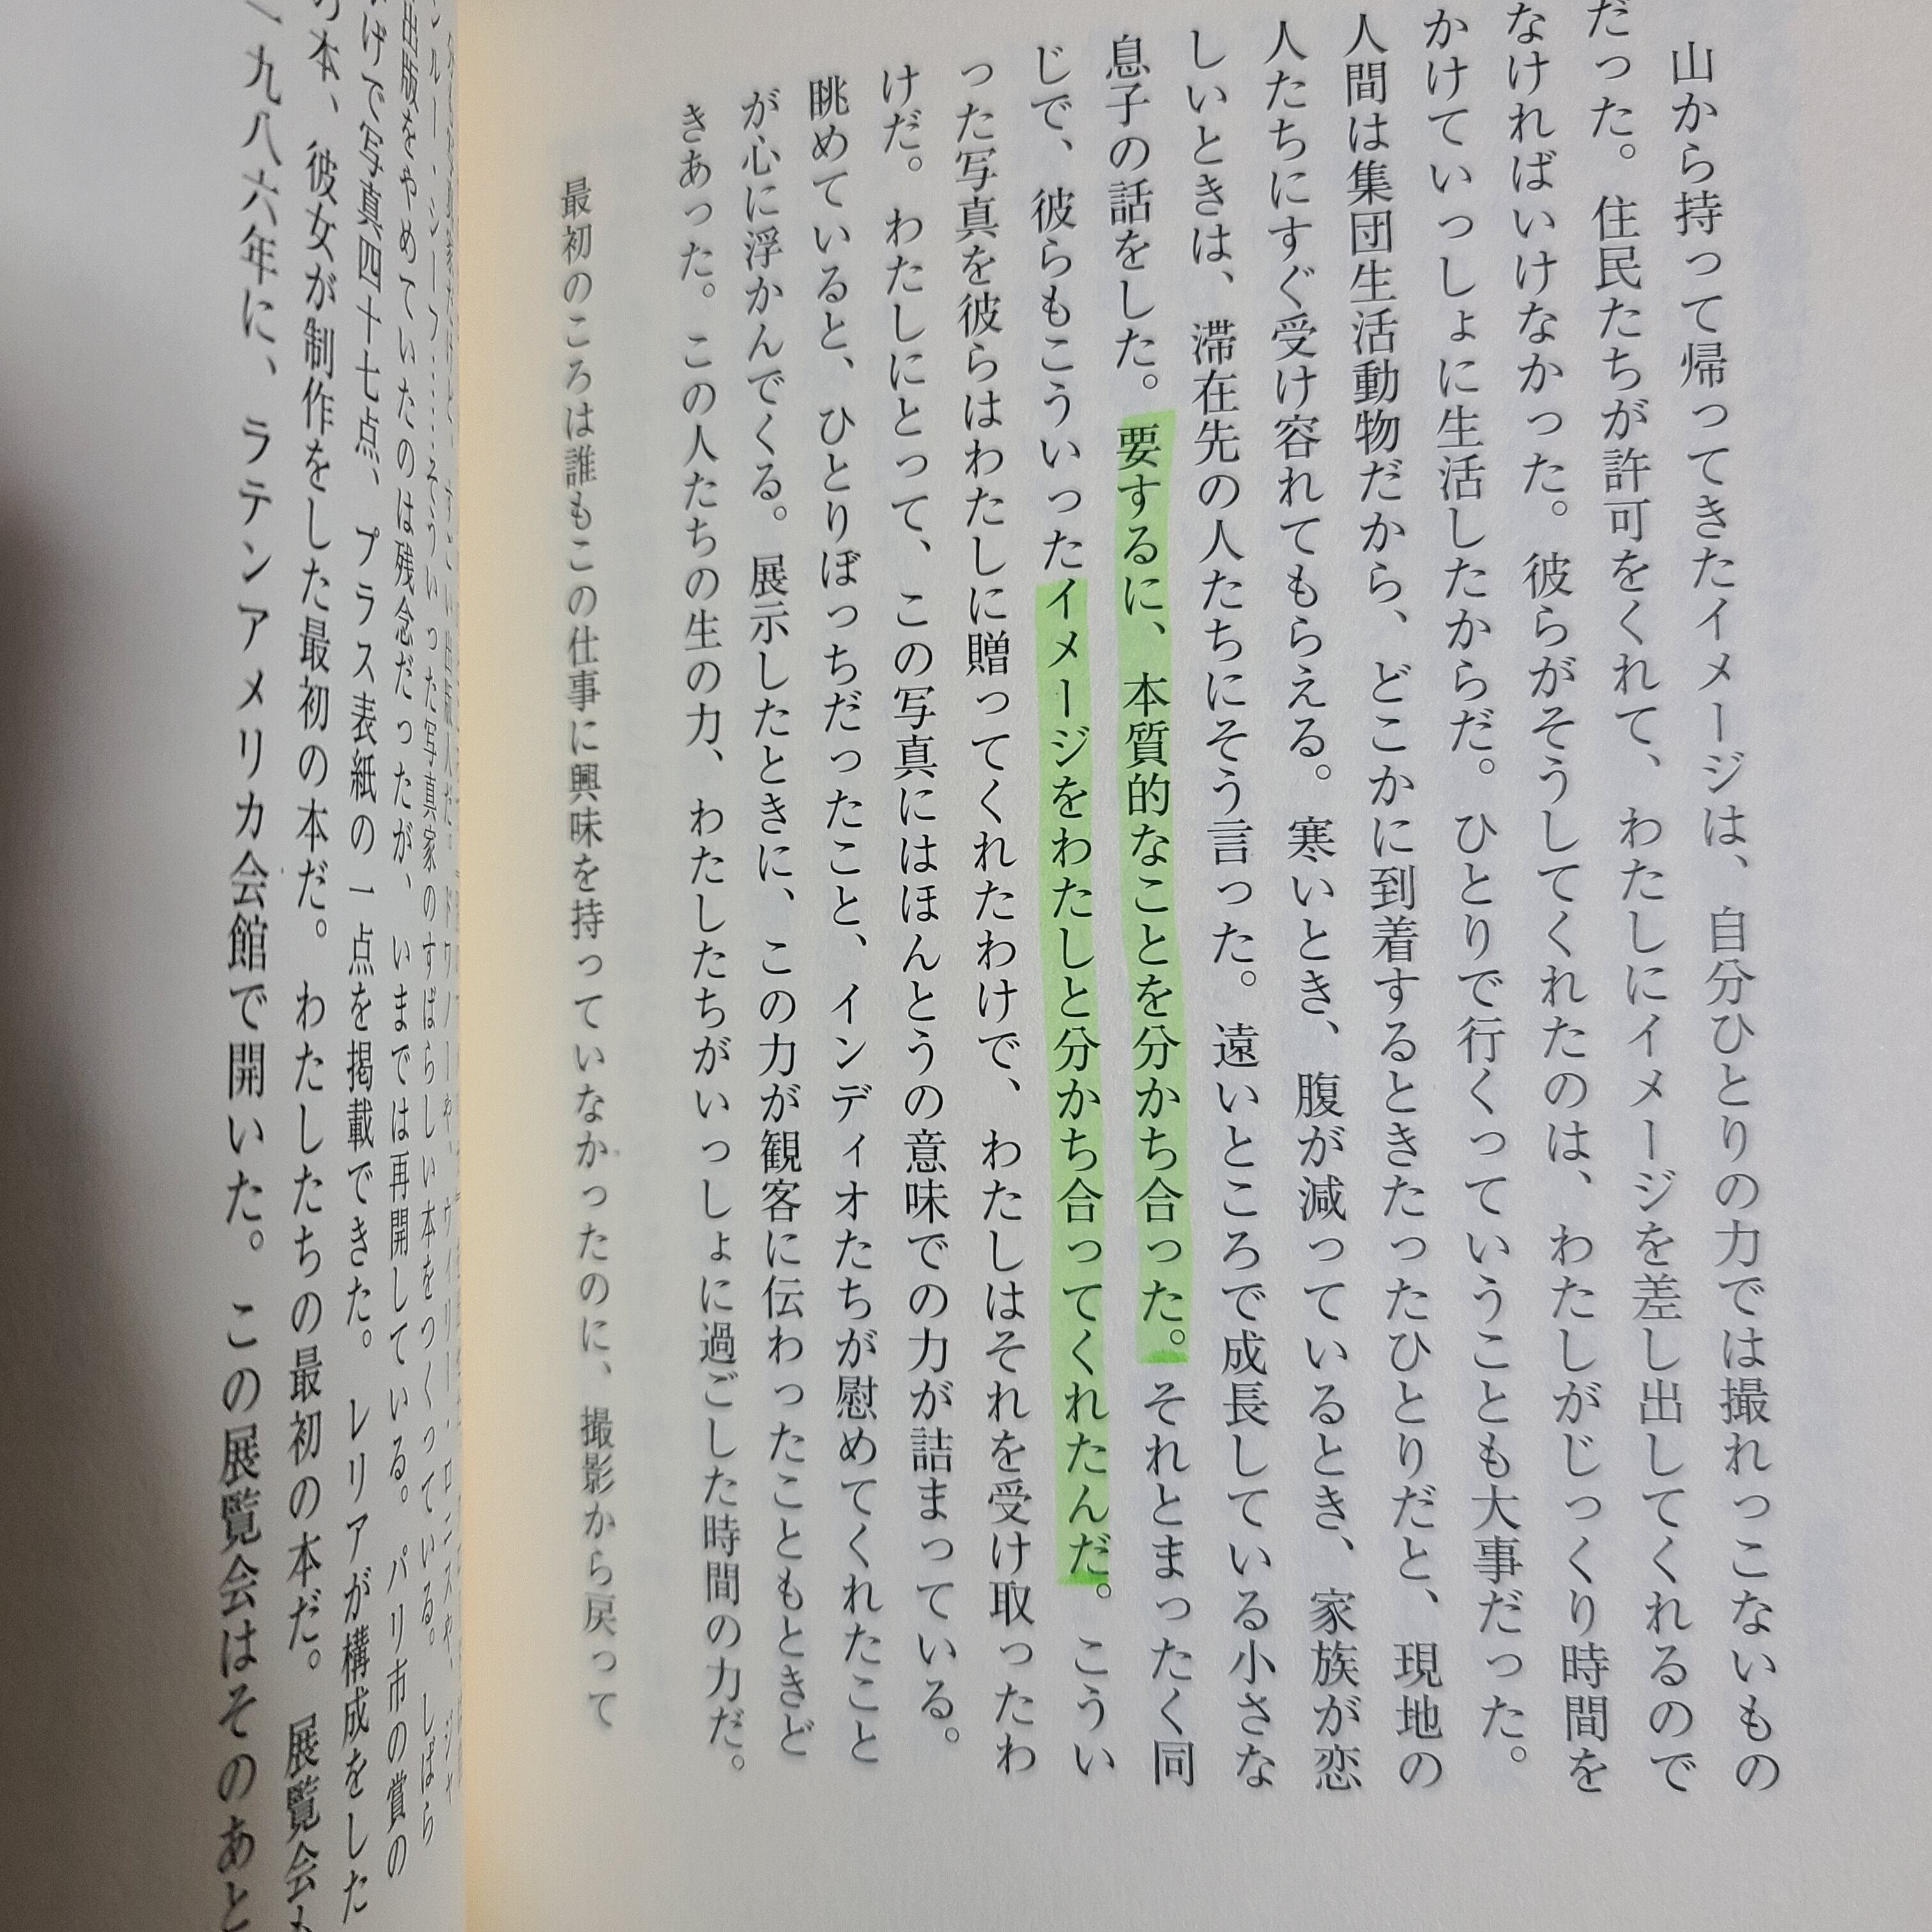 山から持って帰ってきたイメージは、自分ひとりの力では撮れっこないもの
だった。住民たちが許可をくれて、わたしにイメージを差し出してくれるので
なければいけなかった。彼らがそうしてくれたのは、わたしがじっくり時間を
かけていっしょに生活したからだ。ひとりで行くっていうことも大事だった。
人間は集団生活動物だから、どこかに到着するときたったひとりだと、現地の
人たちにすぐ受け容れてもらえる。寒いとき、腹が減っているとき、家族が恋
しいときは、滞在先の人たちにそう言った。遠いところで成長している小さな
息子の話をした。要するに、本質的なことを分かち合った。それとまったく同
じで、彼らもこういったイメージをわたしと分かち合ってくれたんだ。こうい
った写真を彼らはわたしに贈ってくれたわけで、わたしはそれを受け取ったわ
けだ。わたしにとって、この写真にはほんとうの意味での力が詰まっている。
眺めていると、ひとりぼっちだったこと、インディオたちが慰めてくれたこと
が心に浮かんでくる。展示したときに、この力が観客に伝わったこともときど
きあった。この人たちの生の力、わたしたちがいっしょに過ごした時間の力だ。
最初のころは誰もこの仕事に興味を持っていなかったのに、撮影から戻って
出版をやめていたのは残念だったが、いまでは再開している。パリ市の賞の
げで写真四十七点、プラス表紙の一点を掲載できた。レリアが構成をした
の本、彼女が制作をした最初の本だ。わたしたちの最初の本だ。展覧会も
一九八六年に、ラテンアメリカ会館で開いた。この展覧会はそのあと